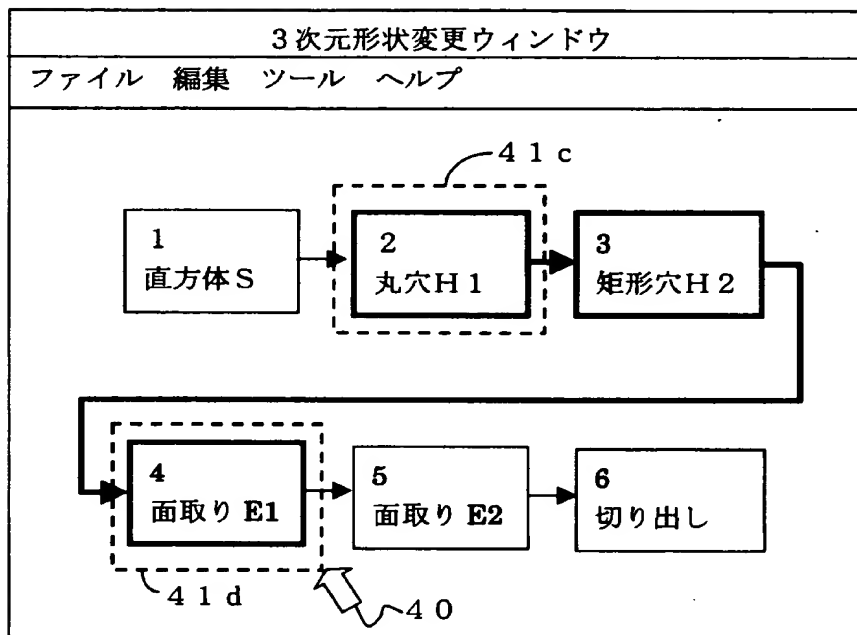 3次元形状変更ウィンドウ
ファイル 編集 ツール ヘルプ
41c
1
直方体S
2
丸穴H1
3
矩形穴H2
4
面取りE1
5
面取りE2
6
切り出し
41d
40